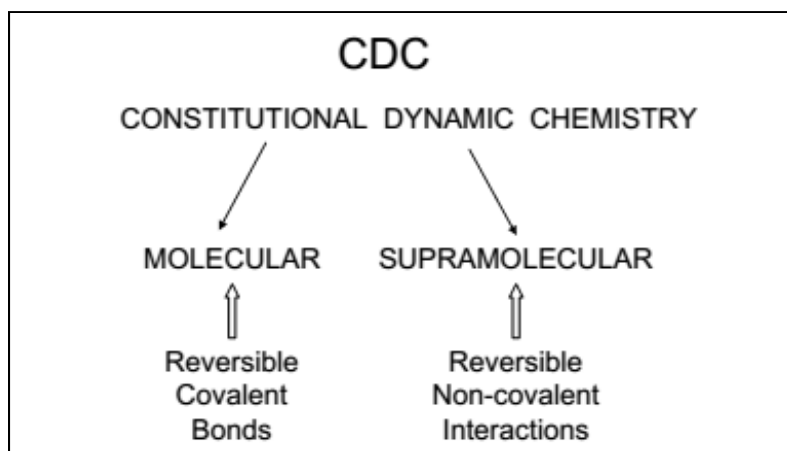 CDC
CONSTITUTIONAL DYNAMIC CHEMISTRY
MOLECULAR
SUPRAMOLECULAR
Reversible
Covalent
Bonds
Reversible
Non-covalent
Interactions